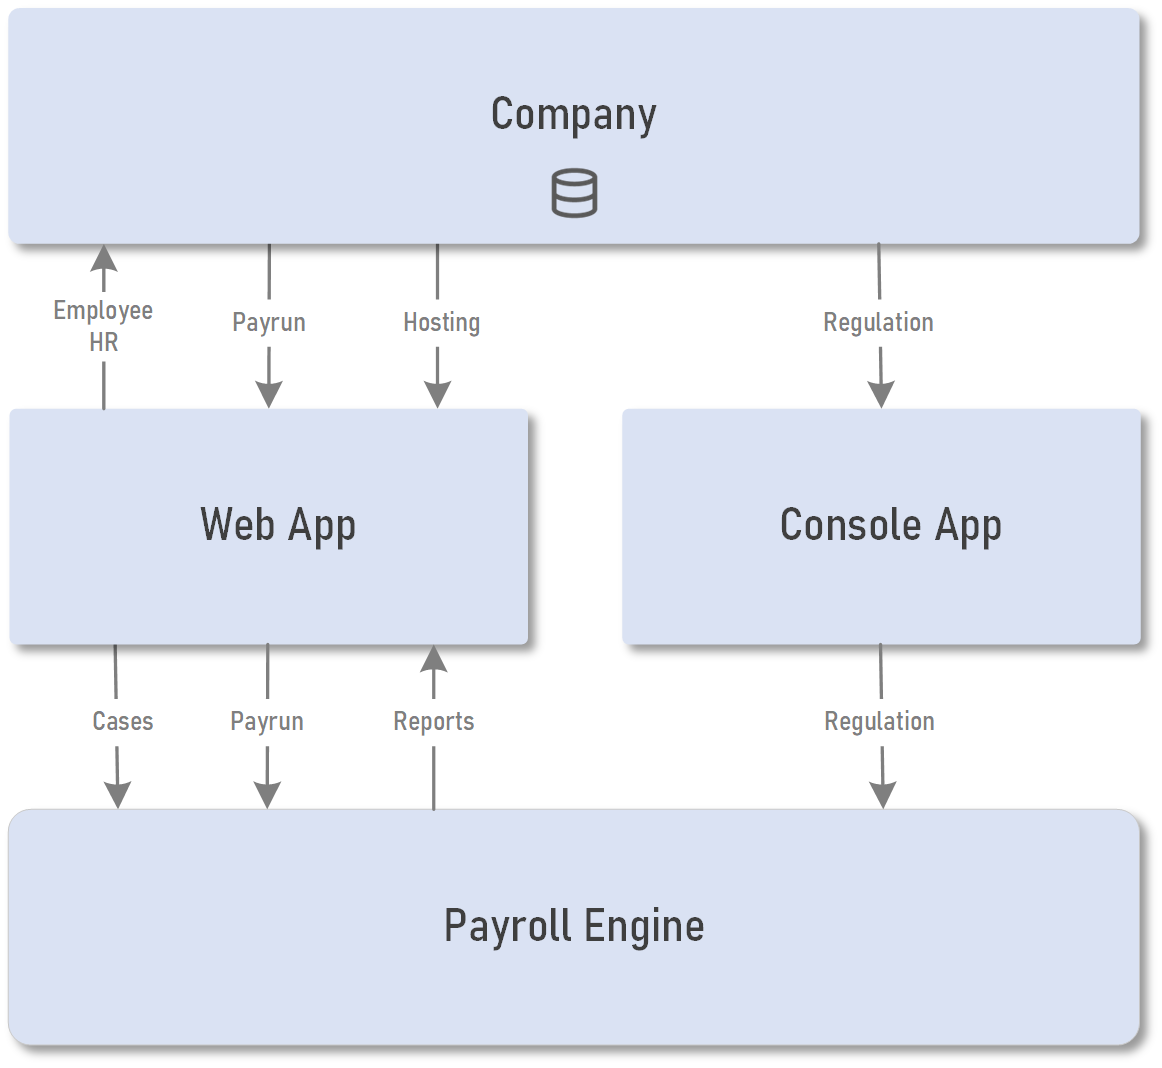 Company
Employee
HR
Payrun
Hosting
Regulation
Web App
Console App
Cases
Payrun
Reports
Regulation
Payroll Engine